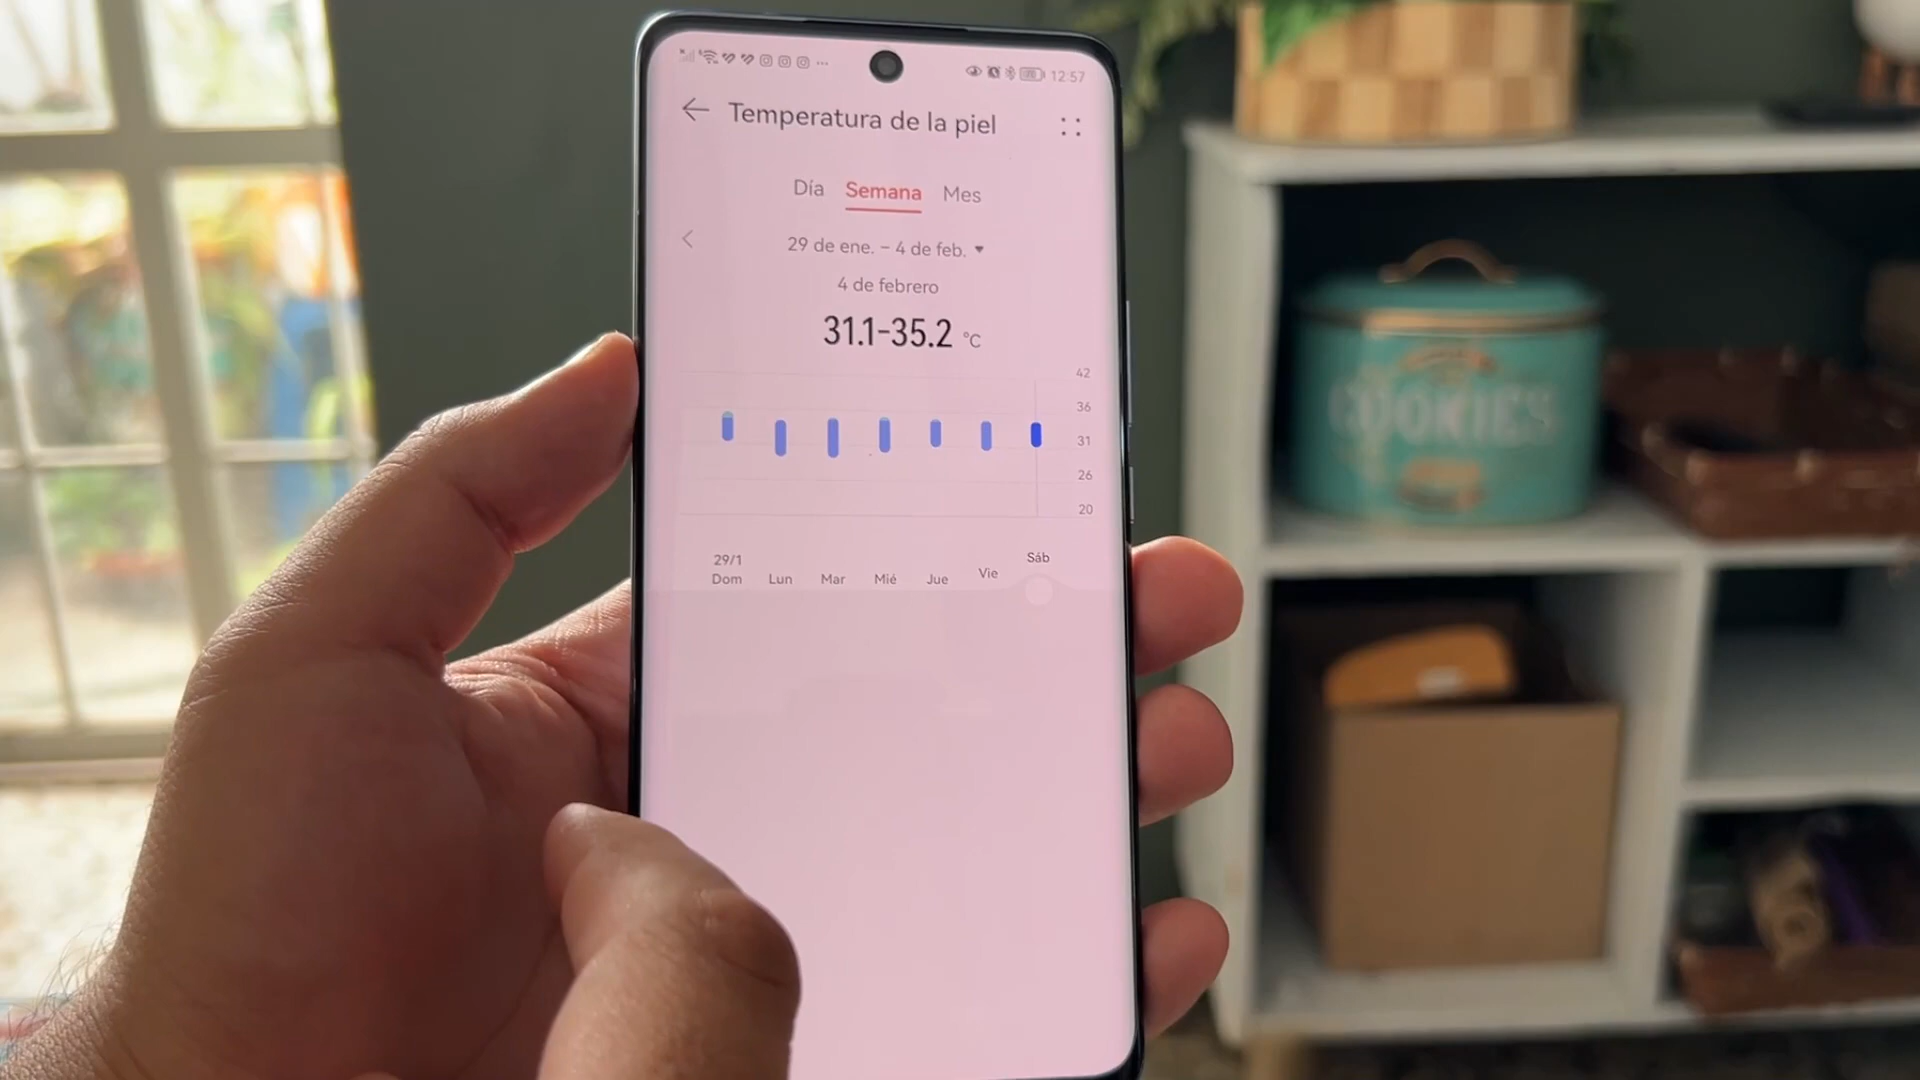 12:57
Temperatura de la piel
Día Semana Mes
29 de ene. – 4 de feb.
4 de febrero
31.1-35.2 °C
42
36
31
26
20
29/1
Dom Lun Mar Mié Jue Vie Sáb
COOKIES